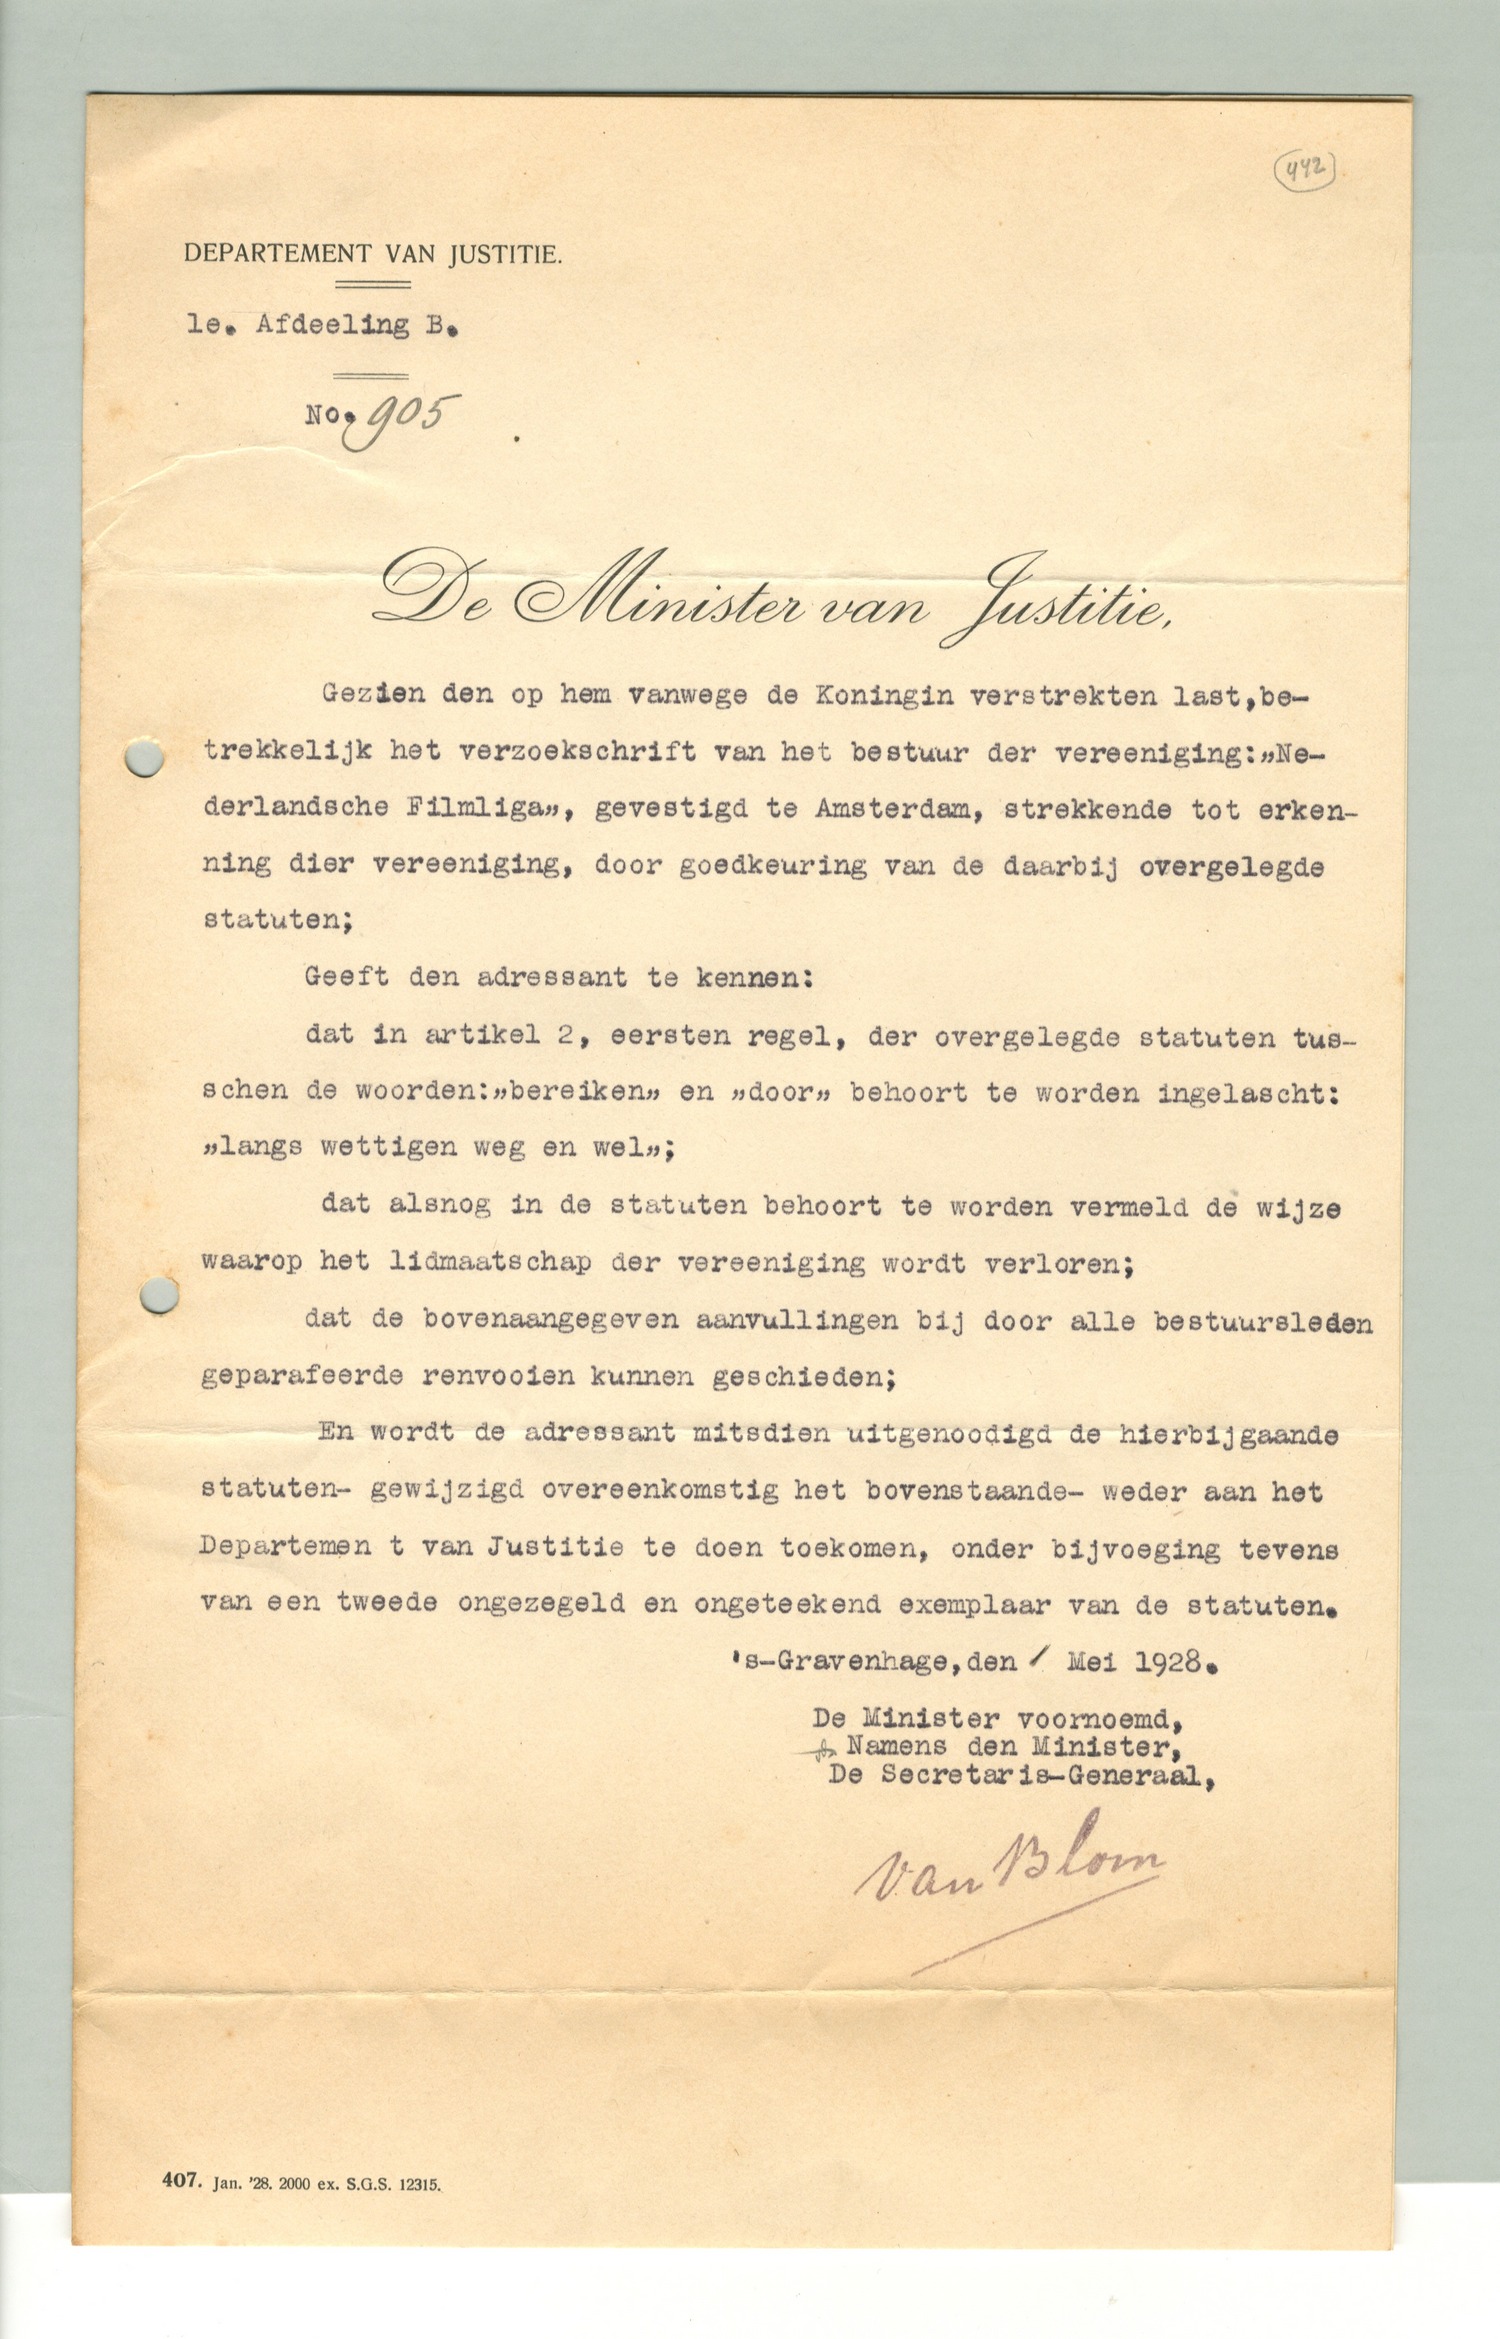 442
DEPARTEMENT VAN JUSTITIE.
1e. Afdeeling B.
No. 905
De Minister van Justitie,
Gezien den op hem vanwege de Koningin verstrekten last,be-
trekkelijk het verzoekschrift van het bestuur der vereeniging:„Ne-
derlandsche Filmliga„, gevestigd te Amsterdam, strekkende tot erken-
ning dier vereeniging, door goedkeuring van de daarbij overgelegde
statuten;
Geeft den adressant te kennen:
dat in artikel 2, eersten regel, der overgelegde statuten tus-
schen de woorden:„bereiken„ en „door„ behoort te worden ingelascht:
„langs wettigen weg en wel„;
dat alsnog in de statuten behoort te worden vermeld de wijze
waarop het lidmaatschap der vereeniging wordt verloren;
dat de bovenaangegeven aanvullingen bij door alle bestuursleden
geparafeerde renvooien kunnen geschieden;
En wordt de adressant mitsdien uitgenoodigd de hierbijgaande
statuten- gewijzigd overeenkomstig het bovenstaande- weder aan het
Departemen t van Justitie te doen toekomen, onder bijvoeging tevens
van een tweede ongezegeld en ongeteekend exemplaar van de statuten.
's-Gravenhage,den 1 Mei 1928.
De Minister voornoemd,
Namens den Minister,
De Secretaris-Generaal,
van Blom
407. Jan. '28. 2000 ex. S.G.S. 12315.